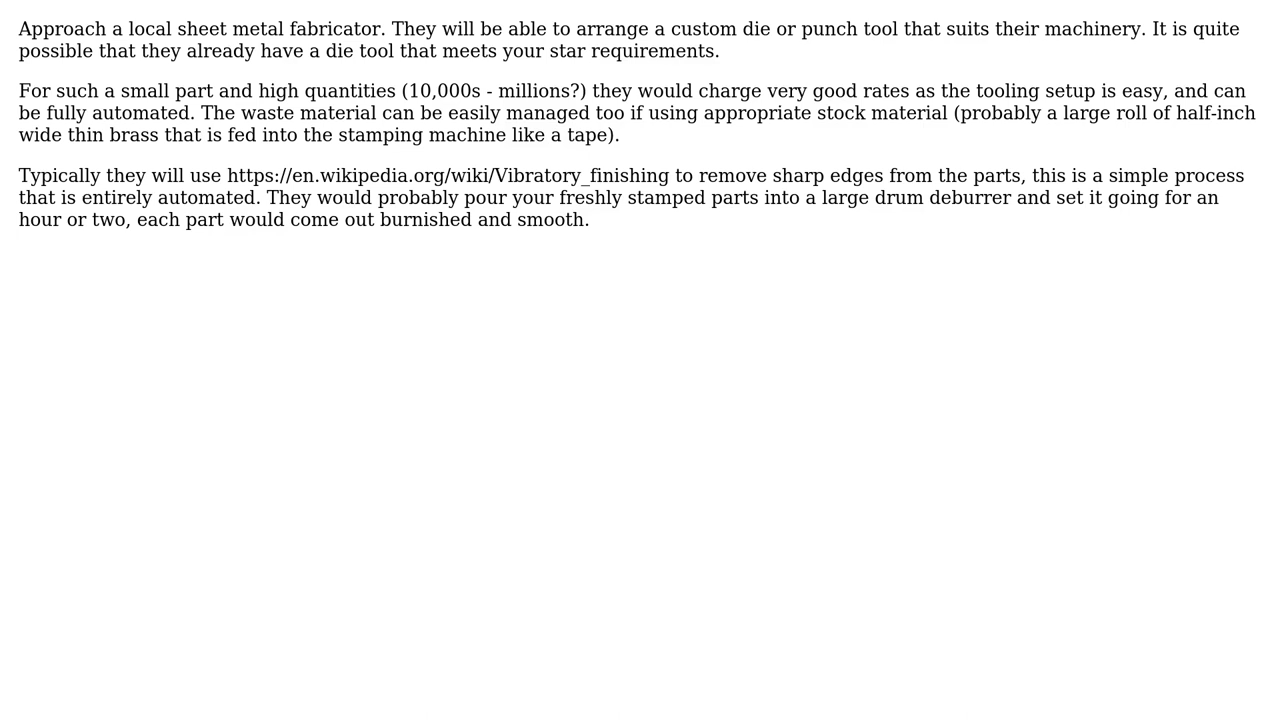 Approach a local sheet metal fabricator. They will be able to arrange a custom die or punch tool that suits their machinery. It is quite
possible that they already have a die tool that meets your star requirements.
For such a small part and high quantities (10,000s - millions?) they would charge very good rates as the tooling setup is easy, and can
be fully automated. The waste material can be easily managed too if using appropriate stock material (probably a large roll of half-inch
wide thin brass that is fed into the stamping machine like a tape).
Typically they will use https://en.wikipedia.org/wiki/Vibratory_finishing to remove sharp edges from the parts, this is a simple process
that is entirely automated. They would probably pour your freshly stamped parts into a large drum deburrer and set it going for an
hour or two, each part would come out burnished and smooth.